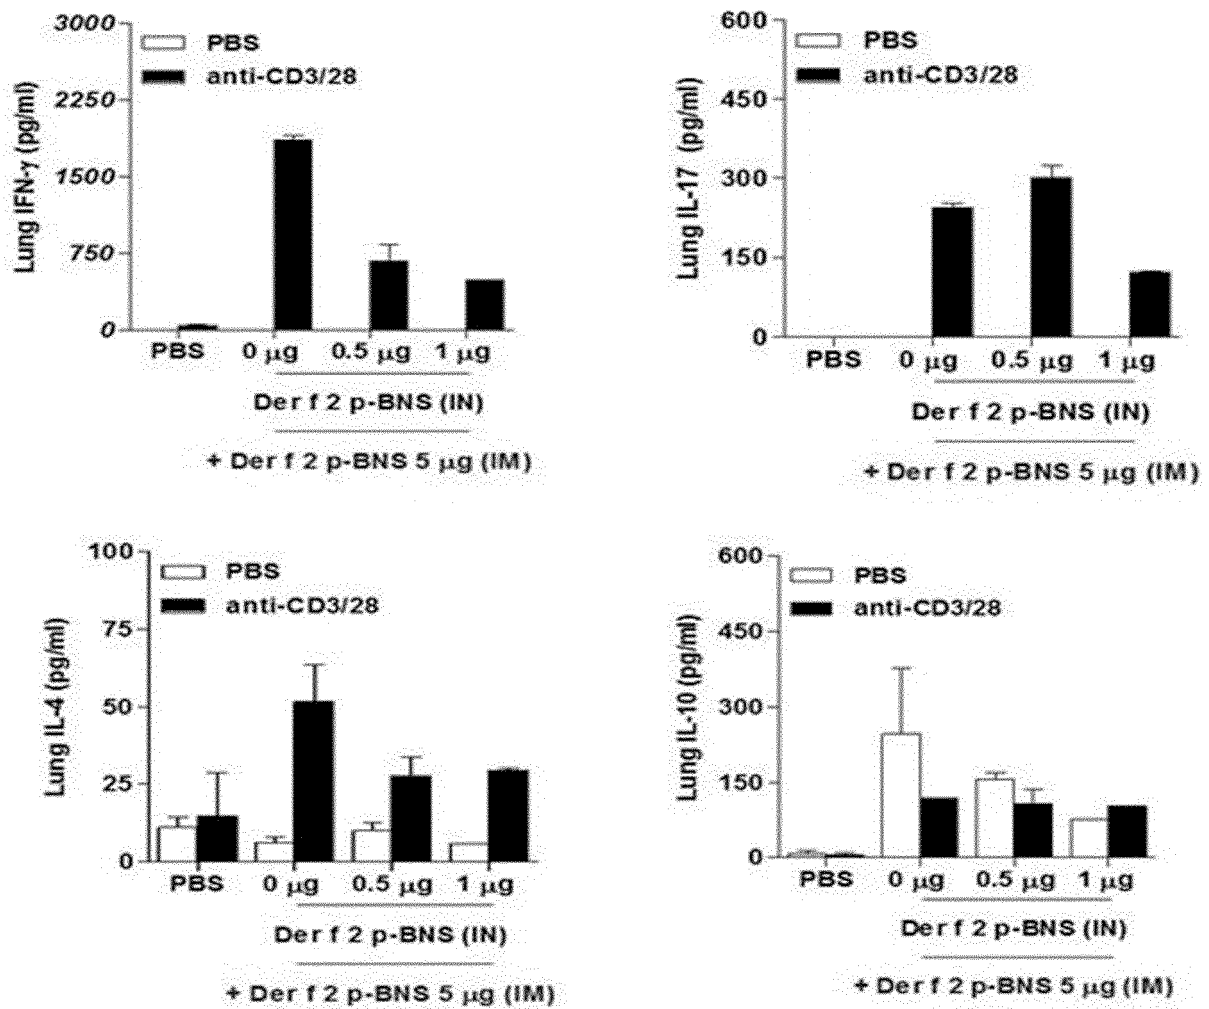 3000
2250
1500
750
0
Lung IFN-γ (pg/ml)
PBS
anti-CD3/28
PBS 0 μg 0.5 μg 1 μg
Der f 2 p-BNS (IN)
+ Der f 2 p-BNS 5 μg (IM)
600
450
300
150
0
Lung IL-17 (pg/ml)
PBS
anti-CD3/28
PBS 0 μg 0.5 μg 1 μg
Der f 2 p-BNS (IN)
+ Der f 2 p-BNS 5 μg (IM)
100
75
50
25
0
Lung IL-4 (pg/ml)
PBS
anti-CD3/28
PBS 0 μg 0.5 μg 1 μg
Der f 2 p-BNS (IN)
+ Der f 2 p-BNS 5 μg (IM)
600
450
300
150
0
Lung IL-10 (pg/ml)
PBS
anti-CD3/28
PBS 0 μg 0.5 μg 1 μg
Der f 2 p-BNS (IN)
+ Der f 2 p-BNS 5 μg (IM)